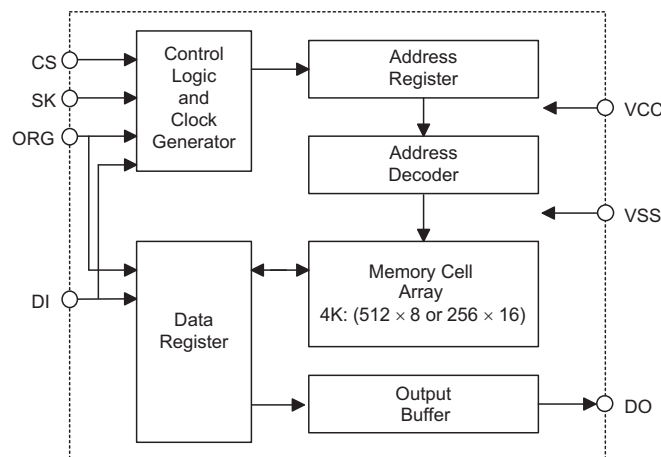 CS
SK
ORG
DI
Control
Logic
and
Clock
Generator
Address
Register
Address
Decoder
VCC
VSS
Data
Register
Memory Cell
Array
4K: (512 × 8 or 256 × 16)
Output
Buffer
DO